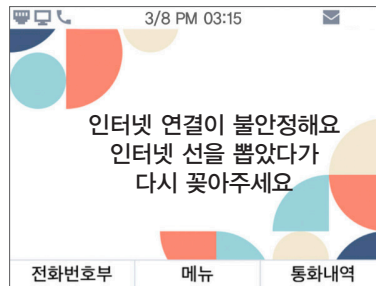 3/8 PM 03:15
인터넷 연결이 불안정해요
인터넷 선을 뽑았다가
다시 꽂아주세요
전화번호부 메뉴 통화내역